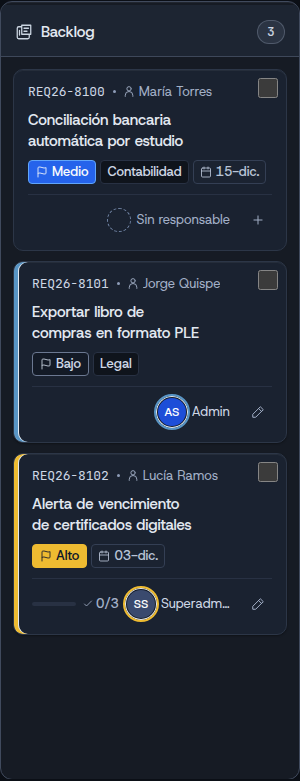 Backlog 3
REQ26-8100 • María Torres
Conciliación bancaria
automática por estudio
Medio Contabilidad 15-dic.
Sin responsable +
REQ26-8101 • Jorge Quispe
Exportar libro de
compras en formato PLE
Bajo Legal
AS Admin
REQ26-8102 • Lucía Ramos
Alerta de vencimiento
de certificados digitales
Alto 03-dic.
0/3 SS Superadm...